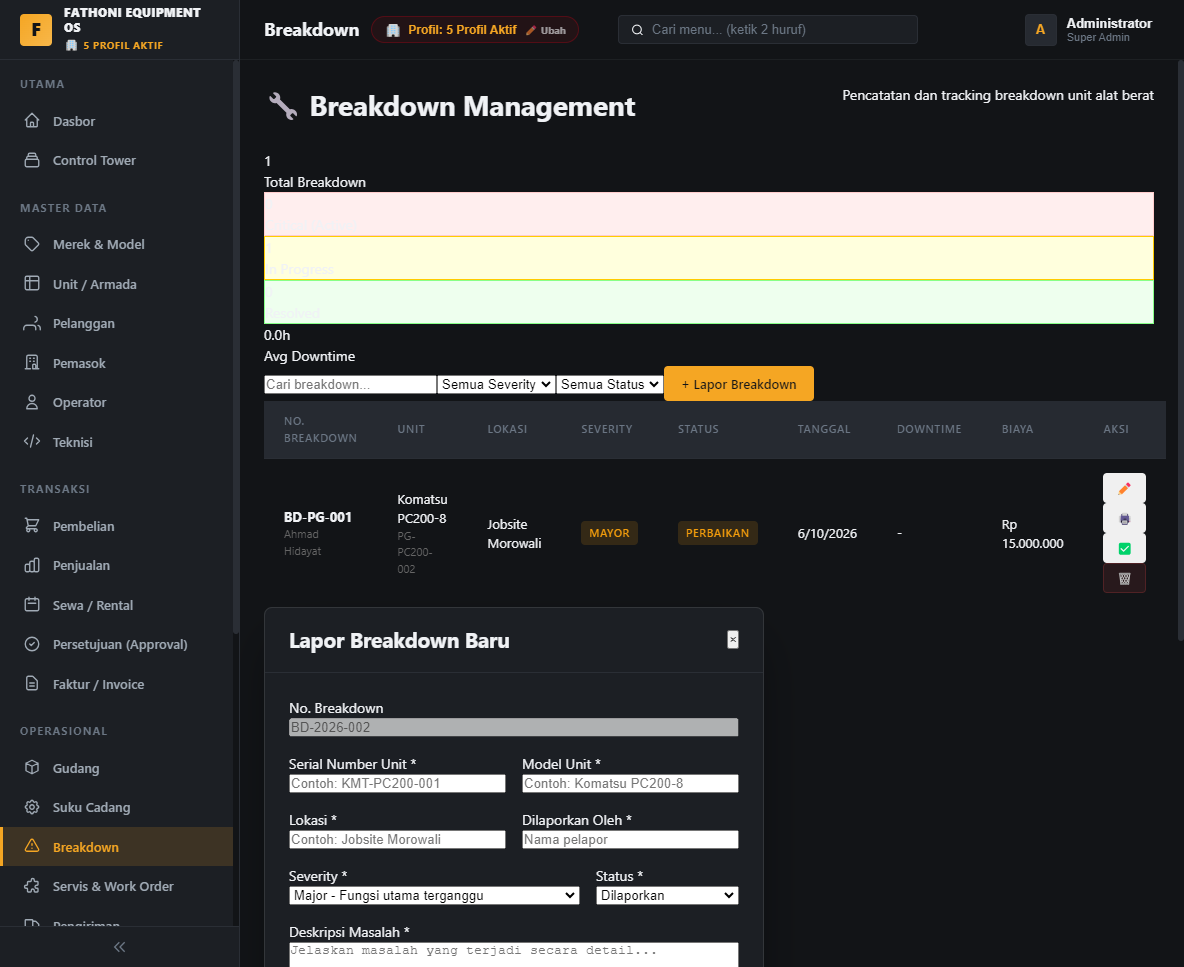 F
FATHONI EQUIPMENT
OS
5 PROFIL AKTIF
Breakdown
Profil: 5 Profil Aktif
Ubah
Cari menu... (ketik 2 huruf)
A
Administrator
Super Admin
UTAMA
Dasbor
Control Tower
MASTER DATA
Merek & Model
Unit / Armada
Pelanggan
Pemasok
Operator
Teknisi
TRANSAKSI
Pembelian
Penjualan
Sewa / Rental
Persetujuan (Approval)
Faktur / Invoice
OPERASIONAL
Gudang
Suku Cadang
Breakdown
Servis & Work Order
Pengiriman
Breakdown Management
Pencatatan dan tracking breakdown unit alat berat
1
Total Breakdown
1
In Progress
Resolved
0.0h
Avg Downtime
Cari breakdown...
Semua Severity
Semua Status
+ Lapor Breakdown
NO. BREAKDOWN
UNIT
LOKASI
SEVERITY
STATUS
TANGGAL
DOWNTIME
BIAYA
AKSI
BD-PG-001
Ahmad
Hidayat
Komatsu
PC200-8
PG-
PC200-
002
Jobsite
Morowali
MAYOR
PERBAIKAN
6/10/2026
-
Rp
15.000.000
Lapor Breakdown Baru
×
No. Breakdown
BD-2026-002
Serial Number Unit *
Contoh: KMT-PC200-001
Model Unit *
Contoh: Komatsu PC200-8
Lokasi *
Contoh: Jobsite Morowali
Dilaporkan Oleh *
Nama pelapor
Severity *
Major - Fungsi utama terganggu
Status *
Dilaporkan
Deskripsi Masalah *
Jelaskan masalah yang terjadi secara detail...